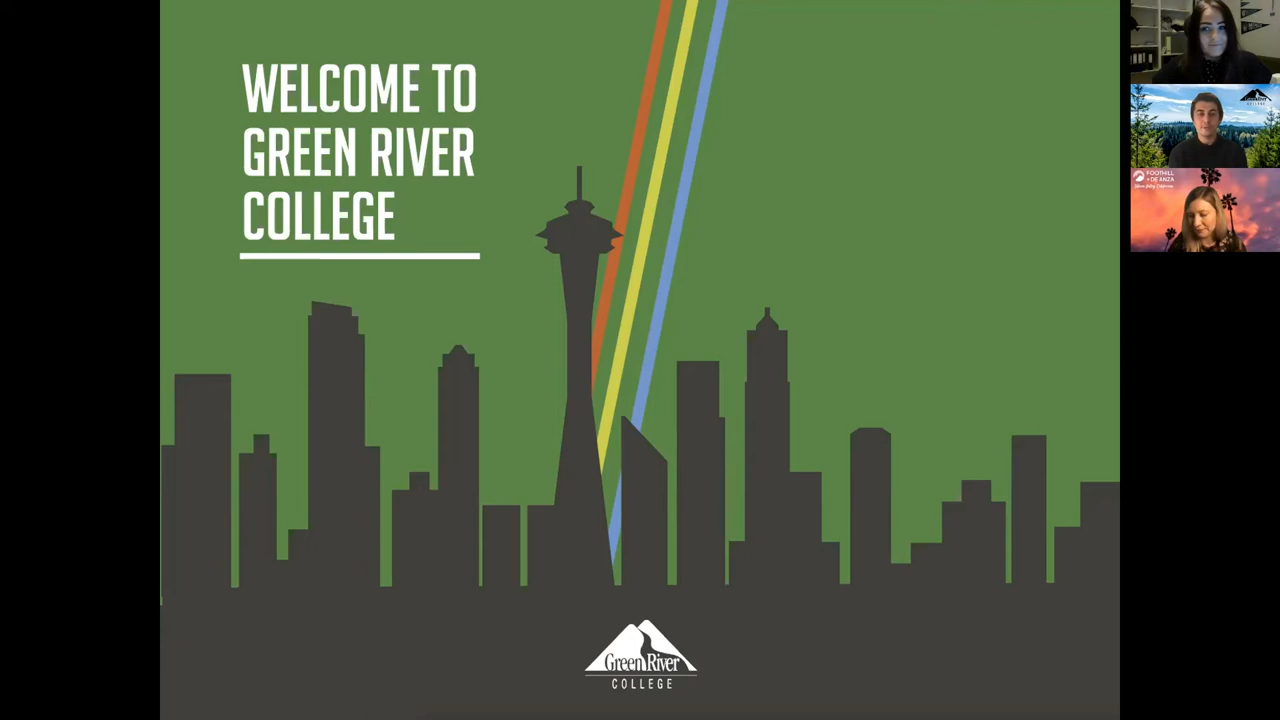 WELCOME TO
GREEN RIVER
COLLEGE
Green River
COLLEGE
FOOTHILL
+ DE ANZA